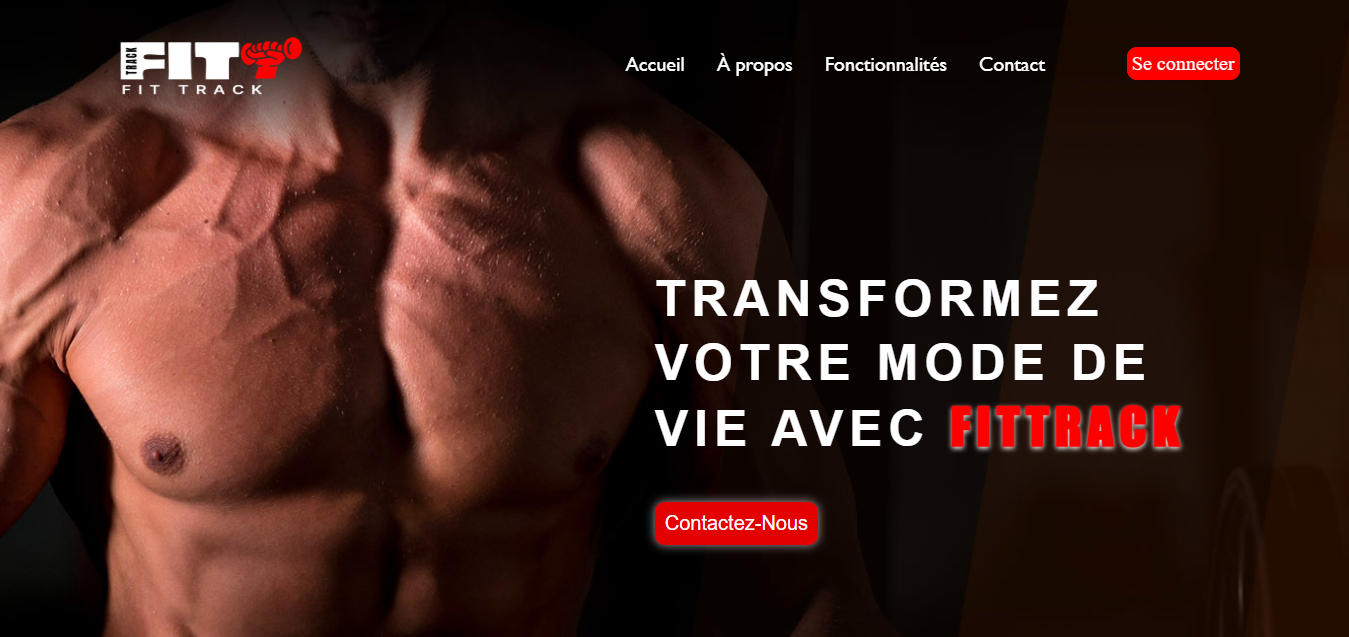 TRACK
FIT
FIT TRACK
Accueil
À propos
Fonctionnalités
Contact
Se connecter
TRANSFORMEZ
VOTRE MODE DE
VIE AVEC FITTRACK
Contactez-Nous